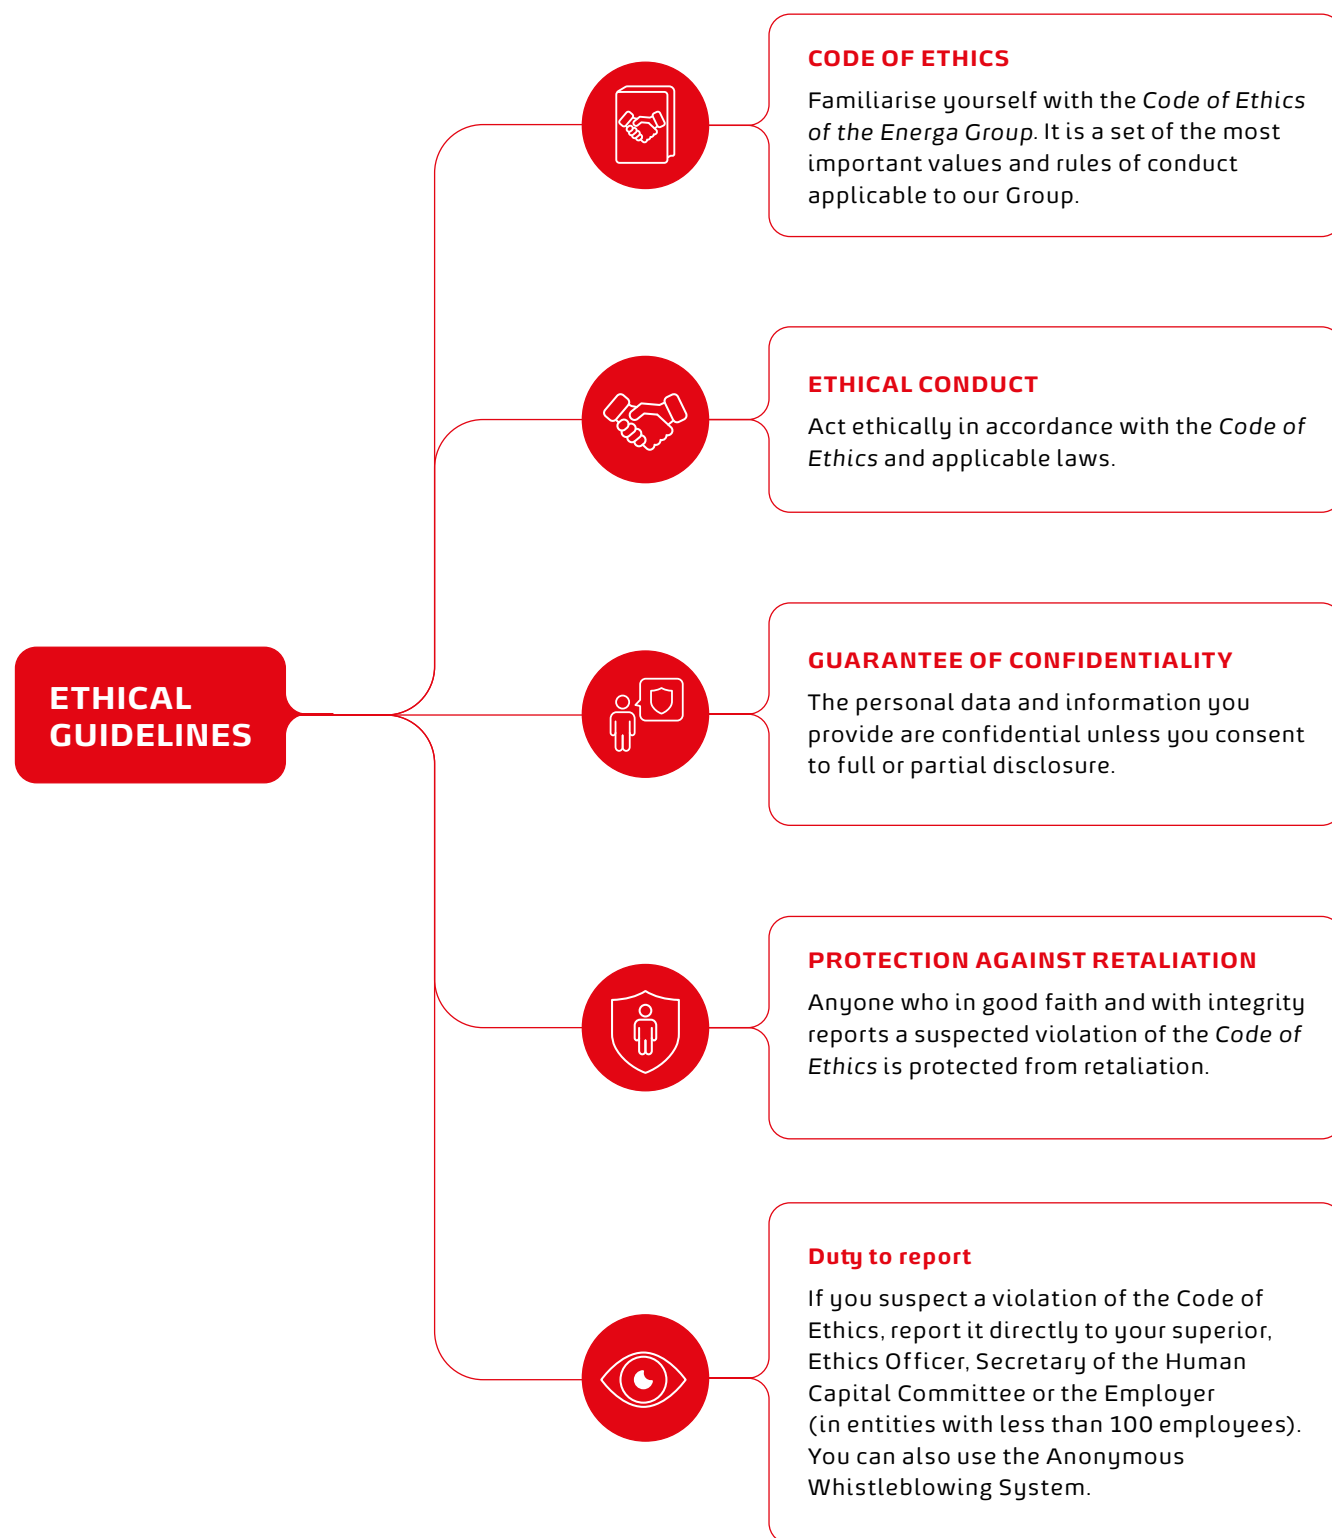 CODE OF ETHICS
Familiarise yourself with the Code of Ethics
of the Energa Group. It is a set of the most
important values and rules of conduct
applicable to our Group.
ETHICAL CONDUCT
Act ethically in accordance with the Code of
Ethics and applicable laws.
ETHICAL
GUIDELINES
GUARANTEE OF CONFIDENTIALITY
The personal data and information you
provide are confidential unless you consent
to full or partial disclosure.
PROTECTION AGAINST RETALIATION
Anyone who in good faith and with integrity
reports a suspected violation of the Code of
Ethics is protected from retaliation.
Duty to report
If you suspect a violation of the Code of
Ethics, report it directly to your superior,
Ethics Officer, Secretary of the Human
Capital Committee or the Employer
(in entities with less than 100 employees).
You can also use the Anonymous
Whistleblowing System.